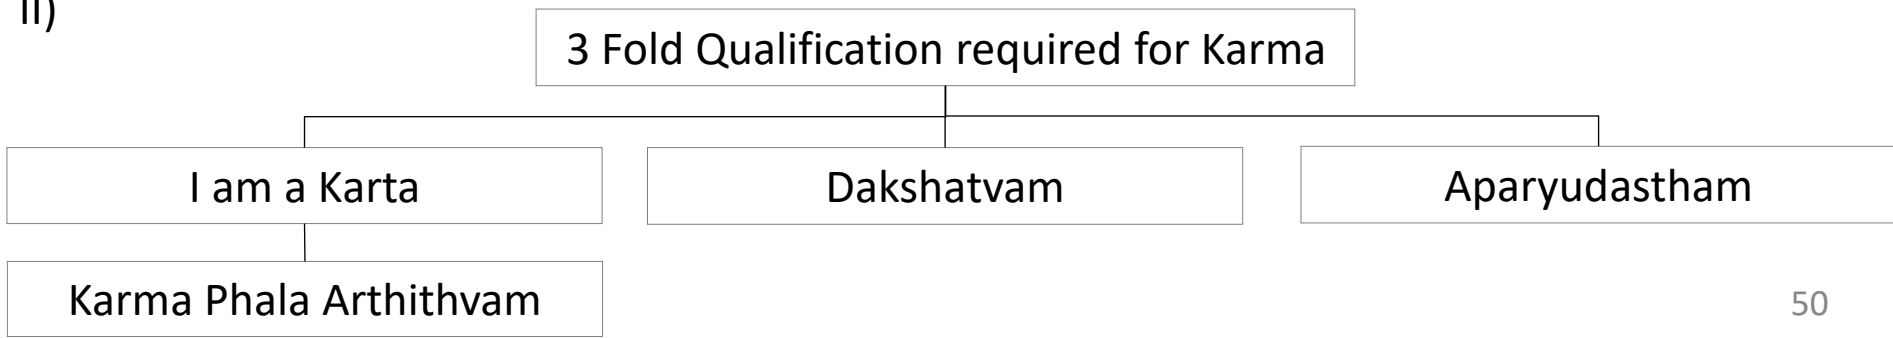 II)
3 Fold Qualification required for Karma
I am a Karta
Dakshatvam
Aparyudastham
Karma Phala Arthithvam
50